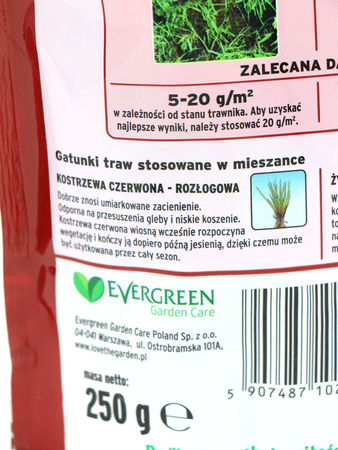 ZALECANA
5-20 g/m²
w zależności od stanu trawnika. Aby uzyskać
najlepsze wyniki, należy stosować 20 g/m².
Gatunki traw stosowane w mieszance
KOSTRZEWA CZERWONA - ROZŁOGOWA
Dobrze znosi umiarkowane zacienienie.
Odporna na przesuszenia gleby i niskie koszenie.
Kostrzewa czerwona wiosną wcześnie rozpoczyna
wegetację i kończy ją dopiero późną jesienią, dzięki czemu może
być użytkowana przez cały sezon.
EVERGREEN
Garden Care
Evergreen Garden Care Poland Sp. z o.o.
04-041 Warszawa, ul. Ostrobramska 101A,
www.lovethegarden.pl
masa netto:
250 g ℮
5 907487 102